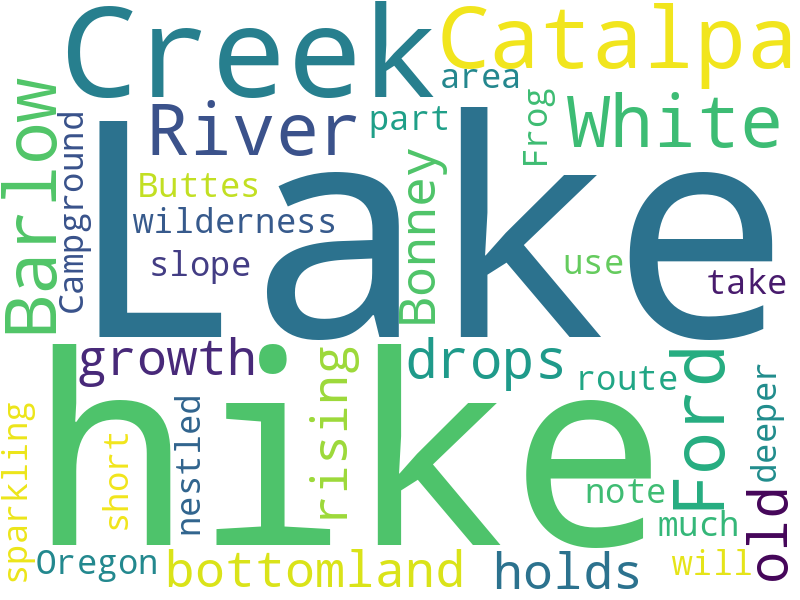 Creek
Catalpa
area
River
part
Frog
White
Barlow
Campground
Lake
Buttes
wilderness
slope
Bonney
use
take
growth
rising
drops
route
Ford
deeper
hike
sparkling
short
nestled
note
old
much
Oregon
bottomland
holds
will